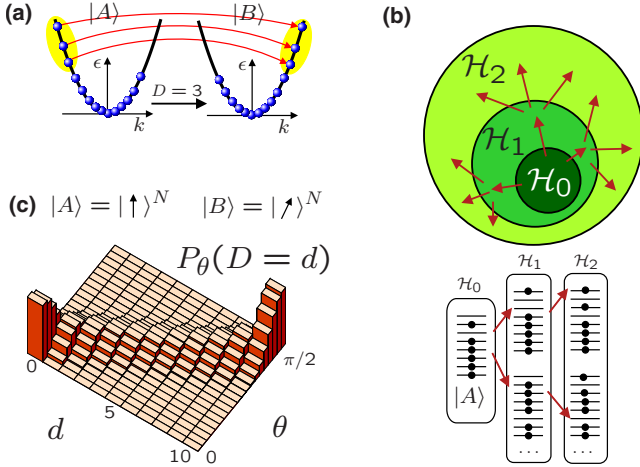 (a)
|A⟩ |B⟩
ϵ ϵ
D = 3
k k
(b)
ℋ₂
ℋ₁
ℋ₀
(c) |A⟩ = |↑⟩ᴺ |B⟩ = |↗⟩ᴺ
P_θ(D = d)
0
5
10
d
0
π/2
θ
ℋ₀ ℋ₁ ℋ₂
|A⟩
... ...